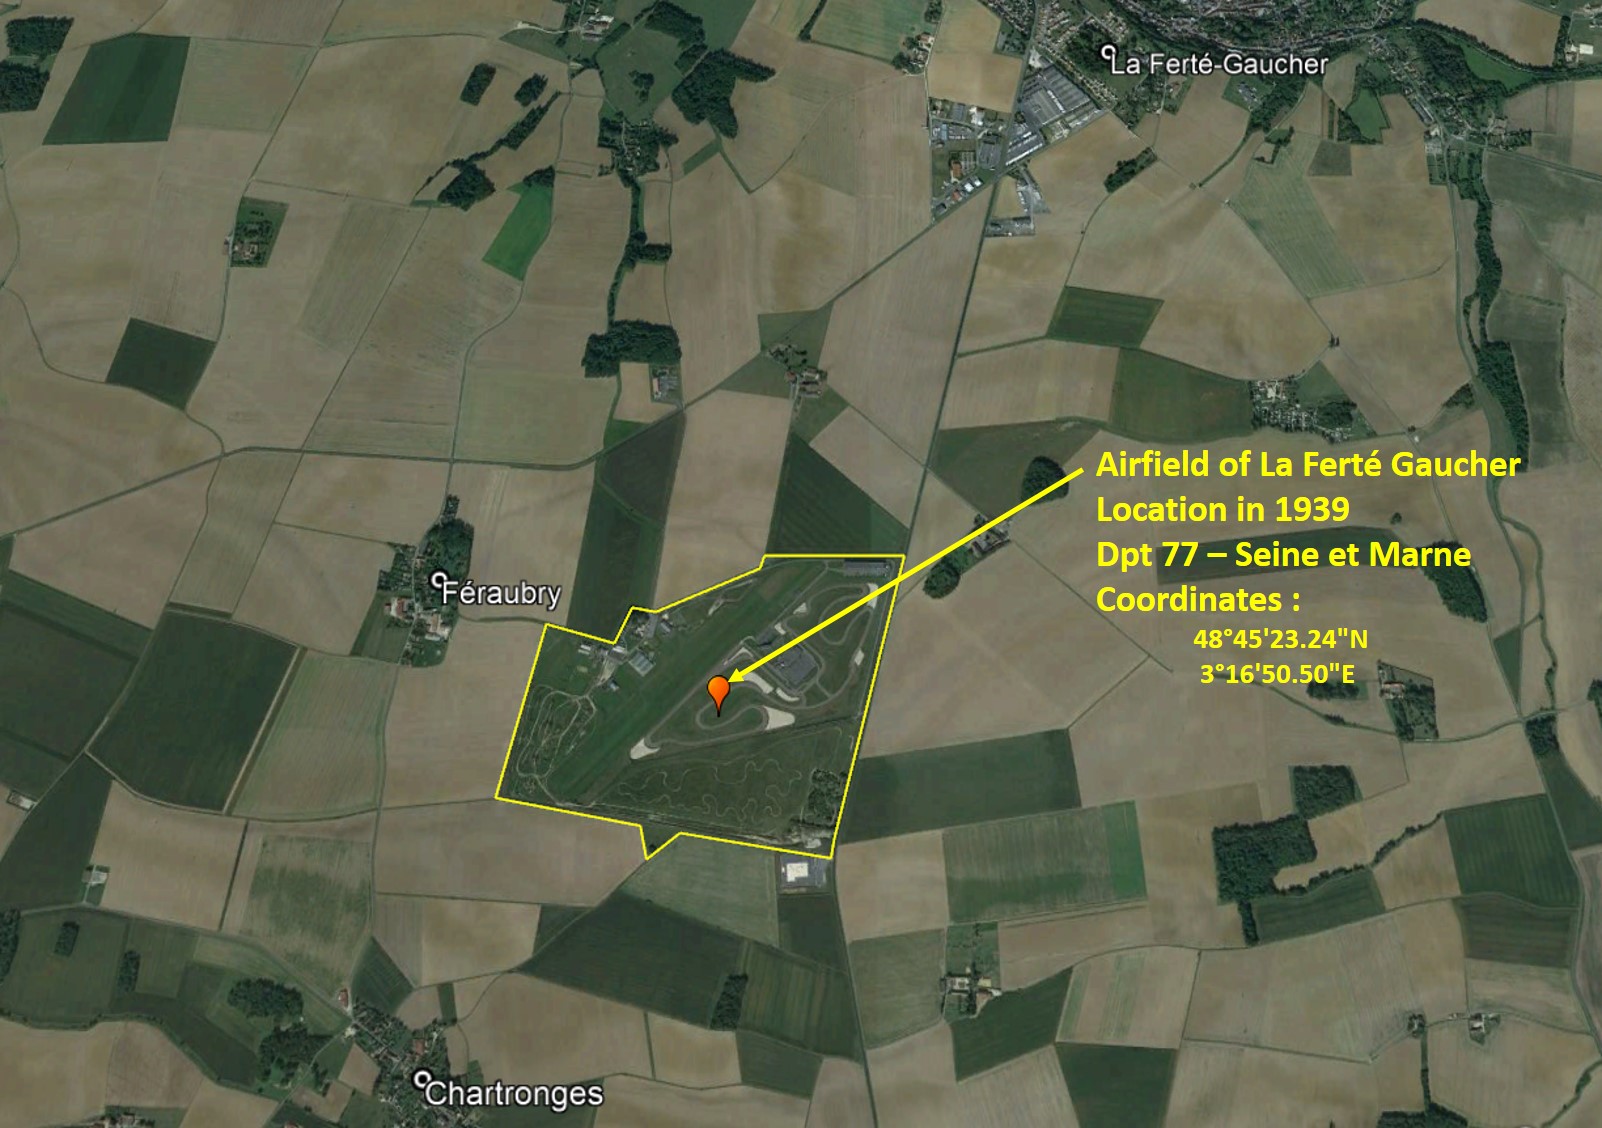 La Ferté-Gaucher
Airfield of La Ferté Gaucher
Location in 1939
Dpt 77 – Seine et Marne
Coordinates :
48°45'23.24"N
3°16'50.50"E
Féraubry
Chartronges